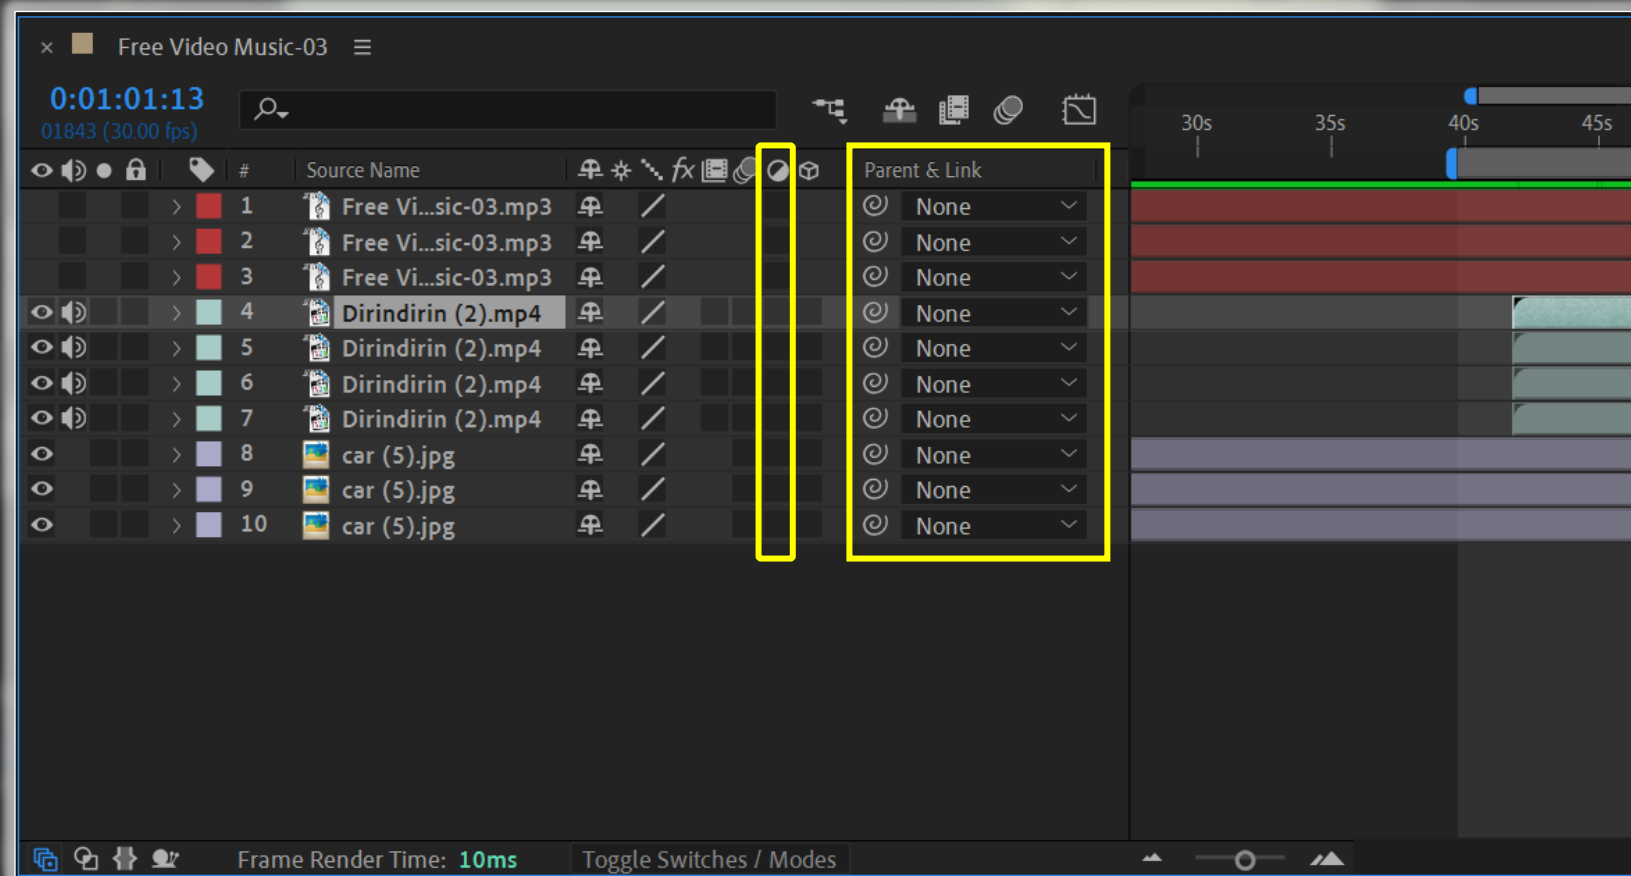 Free Video Music-03
0:01:01:13
01843 (30.00 fps)
30s 35s 40s 45s
# Source Name fx Parent & Link
1 Free Vi...sic-03.mp3 None
2 Free Vi...sic-03.mp3 None
3 Free Vi...sic-03.mp3 None
4 Dirindirin (2).mp4 None
5 Dirindirin (2).mp4 None
6 Dirindirin (2).mp4 None
7 Dirindirin (2).mp4 None
8 car (5).jpg None
9 car (5).jpg None
10 car (5).jpg None
Frame Render Time: 10ms Toggle Switches / Modes